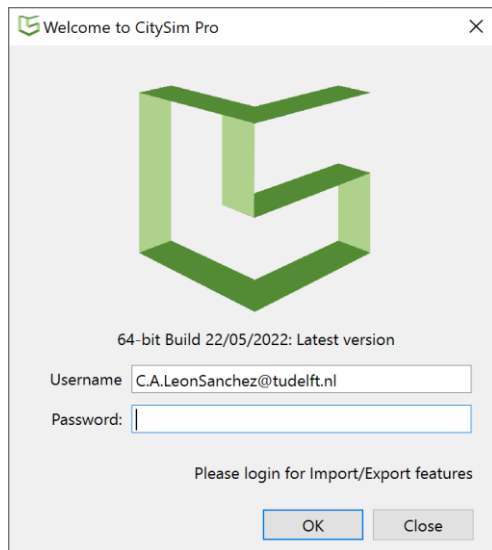 Welcome to CitySim Pro
64-bit Build 22/05/2022: Latest version
Username C.A.LeonSanchez@tudelft.nl
Password:
Please login for Import/Export features
OK Close